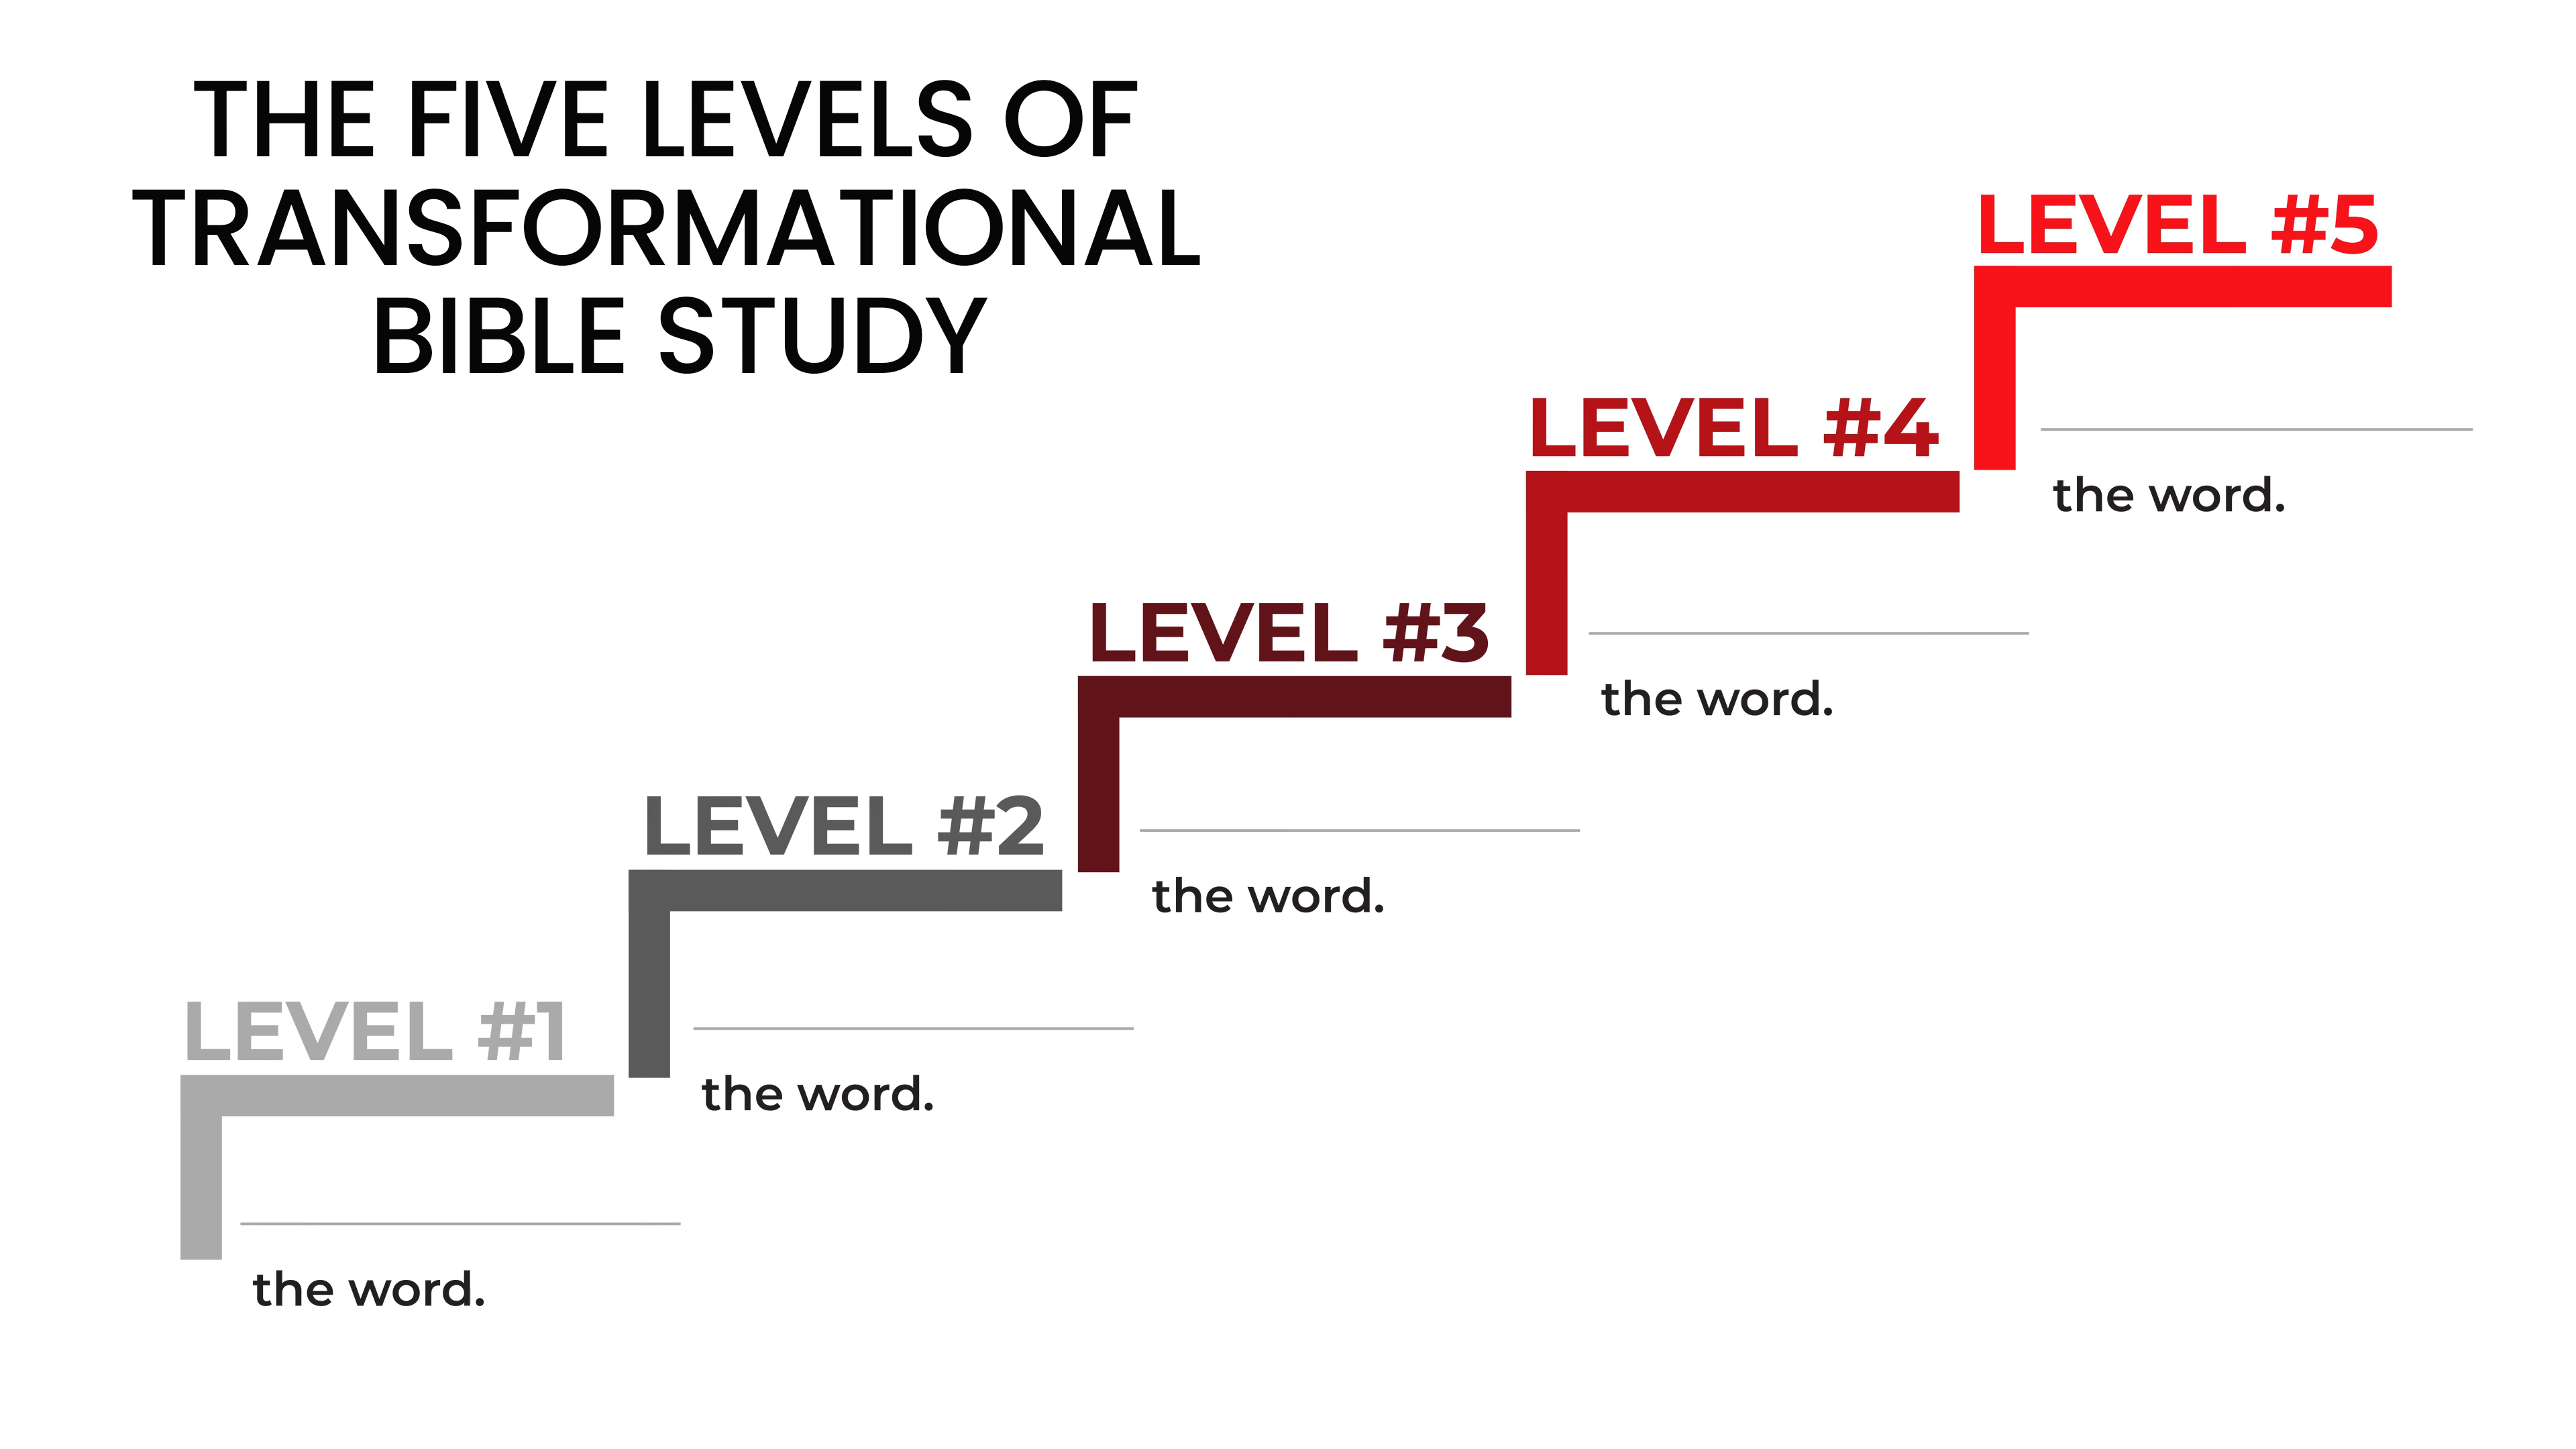 THE FIVE LEVELS OF
TRANSFORMATIONAL
BIBLE STUDY
LEVEL #1
the word.
LEVEL #2
the word.
LEVEL #3
the word.
LEVEL #4
the word.
LEVEL #5
the word.